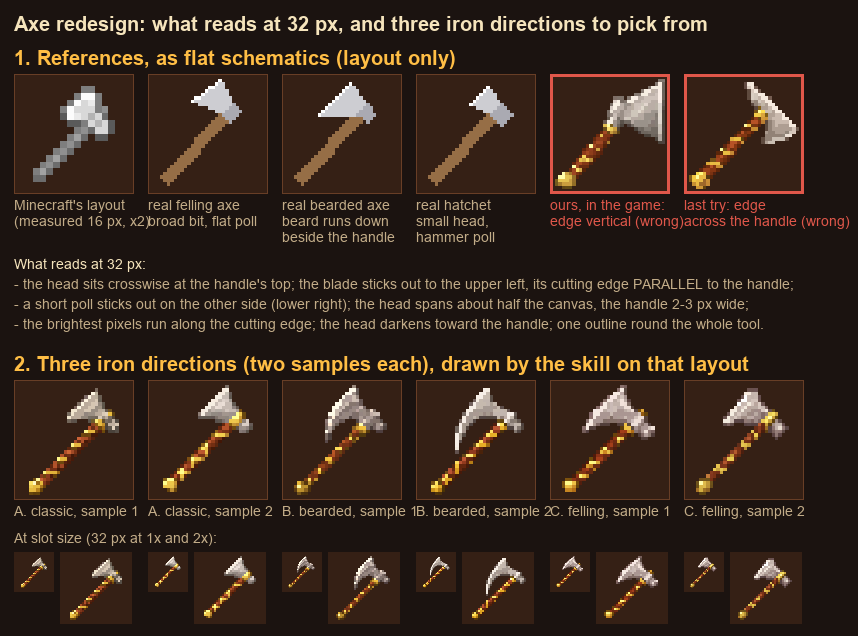 Axe redesign: what reads at 32 px, and three iron directions to pick from
1. References, as flat schematics (layout only)
Minecraft's layout
(measured 16 px, x2)
real felling axe
broad bit, flat poll
real bearded axe
beard runs down
beside the handle
real hatchet
small head,
hammer poll
ours, in the game:
edge vertical (wrong)
last try: edge
across the handle (wrong)
What reads at 32 px:
- the head sits crosswise at the handle's top; the blade sticks out to the upper left, its cutting edge PARALLEL to the handle;
- a short poll sticks out on the other side (lower right); the head spans about half the canvas, the handle 2-3 px wide;
- the brightest pixels run along the cutting edge; the head darkens toward the handle; one outline round the whole tool.
2. Three iron directions (two samples each), drawn by the skill on that layout
A. classic, sample 1
A. classic, sample 2
B. bearded, sample 1
B. bearded, sample 2
C. felling, sample 1
C. felling, sample 2
At slot size (32 px at 1x and 2x):